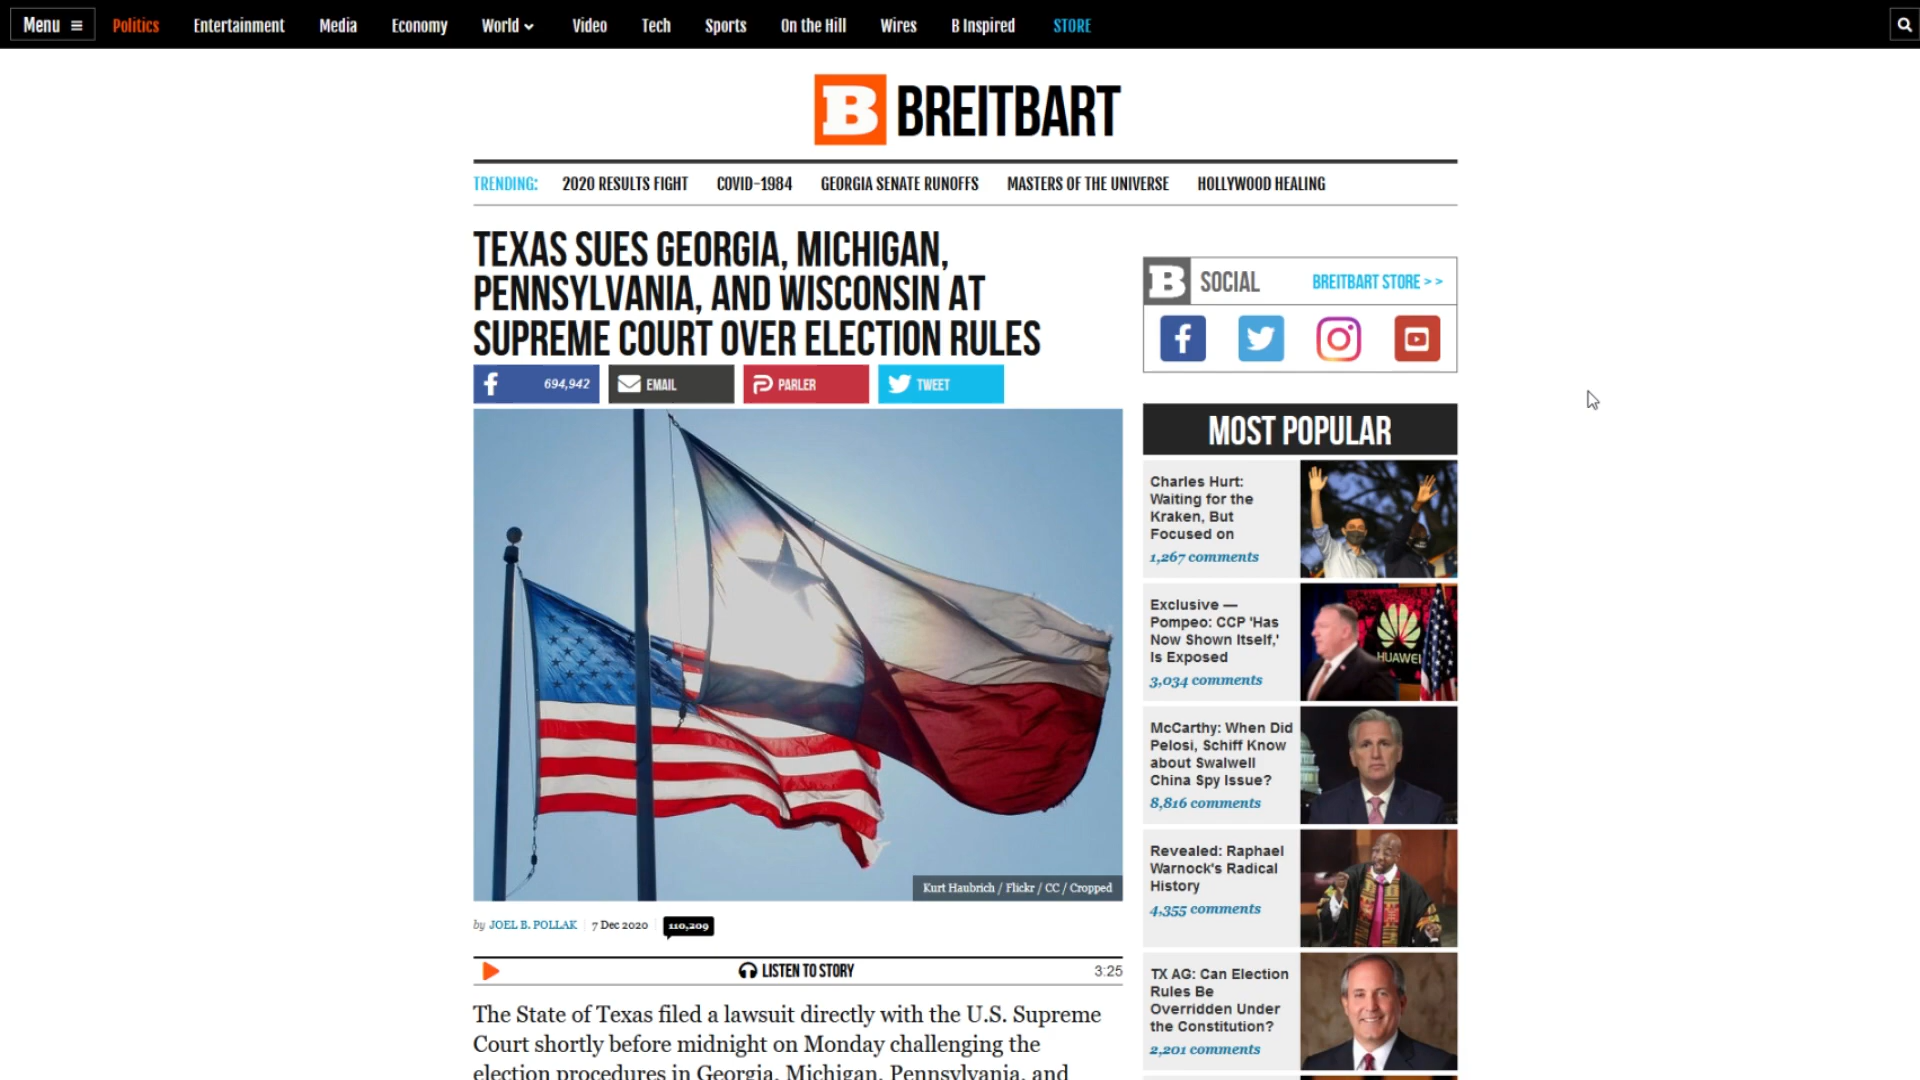 Menu
Politics
Entertainment
Media
Economy
World
Video
Tech
Sports
On the Hill
Wires
B Inspired
STORE
B BREITBART
TRENDING:
2020 RESULTS FIGHT
COVID-1984
GEORGIA SENATE RUNOFFS
MASTERS OF THE UNIVERSE
HOLLYWOOD HEALING
TEXAS SUES GEORGIA, MICHIGAN,
PENNSYLVANIA, AND WISCONSIN AT
SUPREME COURT OVER ELECTION RULES
694,942
EMAIL
PARLER
TWEET
Kurt Haubrich / Flickr / CC / Cropped
by JOEL B. POLLAK
7 Dec 2020
110,209
LISTEN TO STORY
3:25
The State of Texas filed a lawsuit directly with the U.S. Supreme
Court shortly before midnight on Monday challenging the
election procedures in Georgia, Michigan, Pennsylvania, and
B SOCIAL
BREITBART STORE > >
MOST POPULAR
Charles Hurt:
Waiting for the
Kraken, But
Focused on
1,267 comments
Exclusive —
Pompeo: CCP 'Has
Now Shown Itself,'
Is Exposed
3,034 comments
HUAWEI
McCarthy: When Did
Pelosi, Schiff Know
about Swalwell
China Spy Issue?
8,816 comments
Revealed: Raphael
Warnock's Radical
History
4,355 comments
TX AG: Can Election
Rules Be
Overridden Under
the Constitution?
2,201 comments